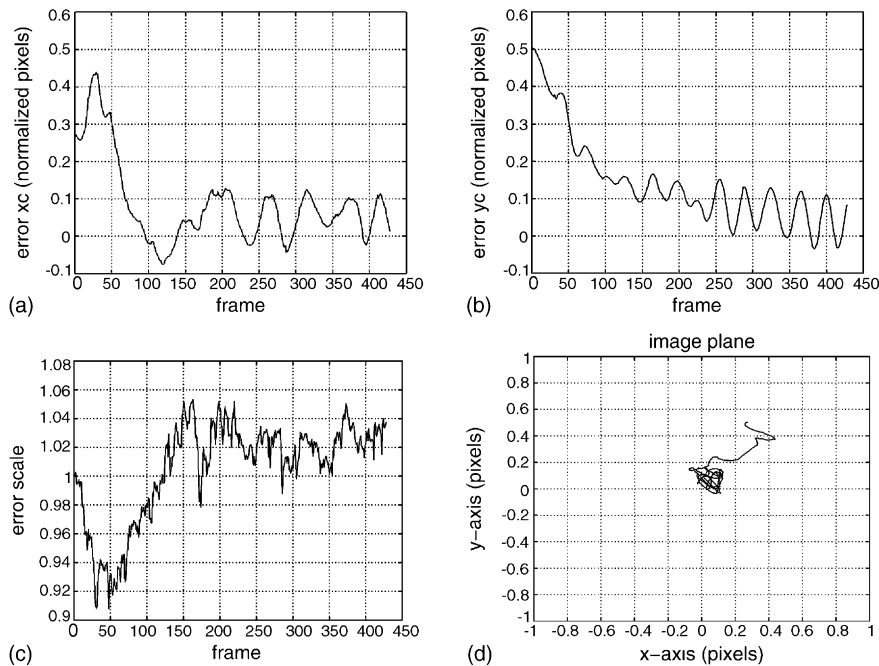 0.6
0.5
0.4
0.3
0.2
0.1
0
-0.1
error xc (normalized pixels)
0 50 100 150 200 250 300 350 400 450
frame
(a)
0.6
0.5
0.4
0.3
0.2
0.1
0
-0.1
error yc (normalized pixels)
0 50 100 150 200 250 300 350 400 450
frame
(b)
1.08
1.06
1.04
1.02
1
0.98
0.96
0.94
0.92
0.9
error scale
0 50 100 150 200 250 300 350 400 450
frame
(c)
image plane
1
0.8
0.6
0.4
0.2
0
-0.2
-0.4
-0.6
-0.8
-1
y-axis (pixels)
-1 -0.8 -0.6 -0.4 -0.2 0 0.2 0.4 0.6 0.8 1
x-axis (pixels)
(d)